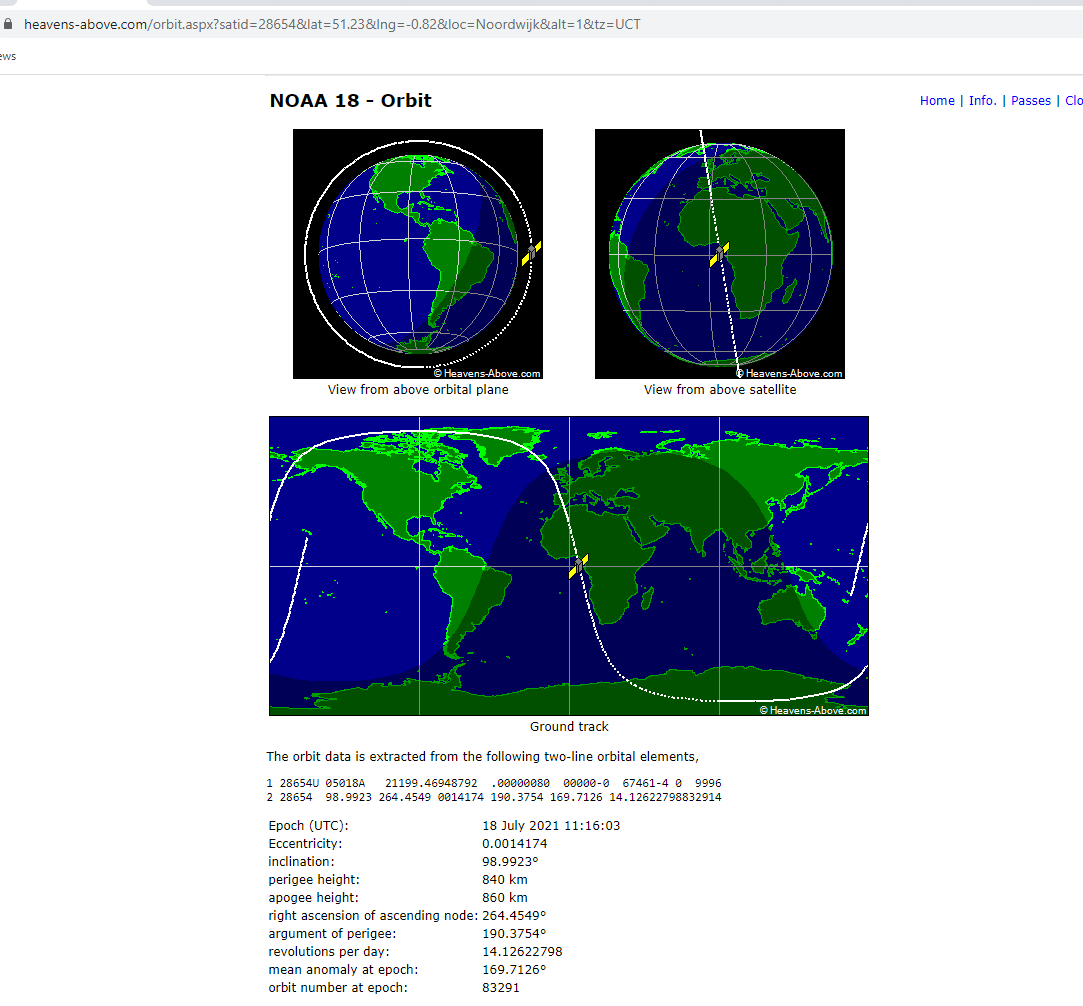 heavens-above.com/orbit.aspx?satid=28654&lat=51.23&lng=-0.82&loc=Noordwijk&alt=1&tz=UCT
ews
NOAA 18 - Orbit
Home | Info. | Passes | Clo
© Heavens-Above.com
© Heavens-Above.com
View from above orbital plane
View from above satellite
© Heavens-Above.com
Ground track
The orbit data is extracted from the following two-line orbital elements,
1 28654U 05018A   21199.46948792  .00000080  00000-0  67461-4 0  9996
2 28654  98.9923 264.4549 0014174 190.3754 169.7126 14.12622798832914
Epoch (UTC): 18 July 2021 11:16:03
Eccentricity: 0.0014174
inclination: 98.9923°
perigee height: 840 km
apogee height: 860 km
right ascension of ascending node: 264.4549°
argument of perigee: 190.3754°
revolutions per day: 14.12622798
mean anomaly at epoch: 169.7126°
orbit number at epoch: 83291